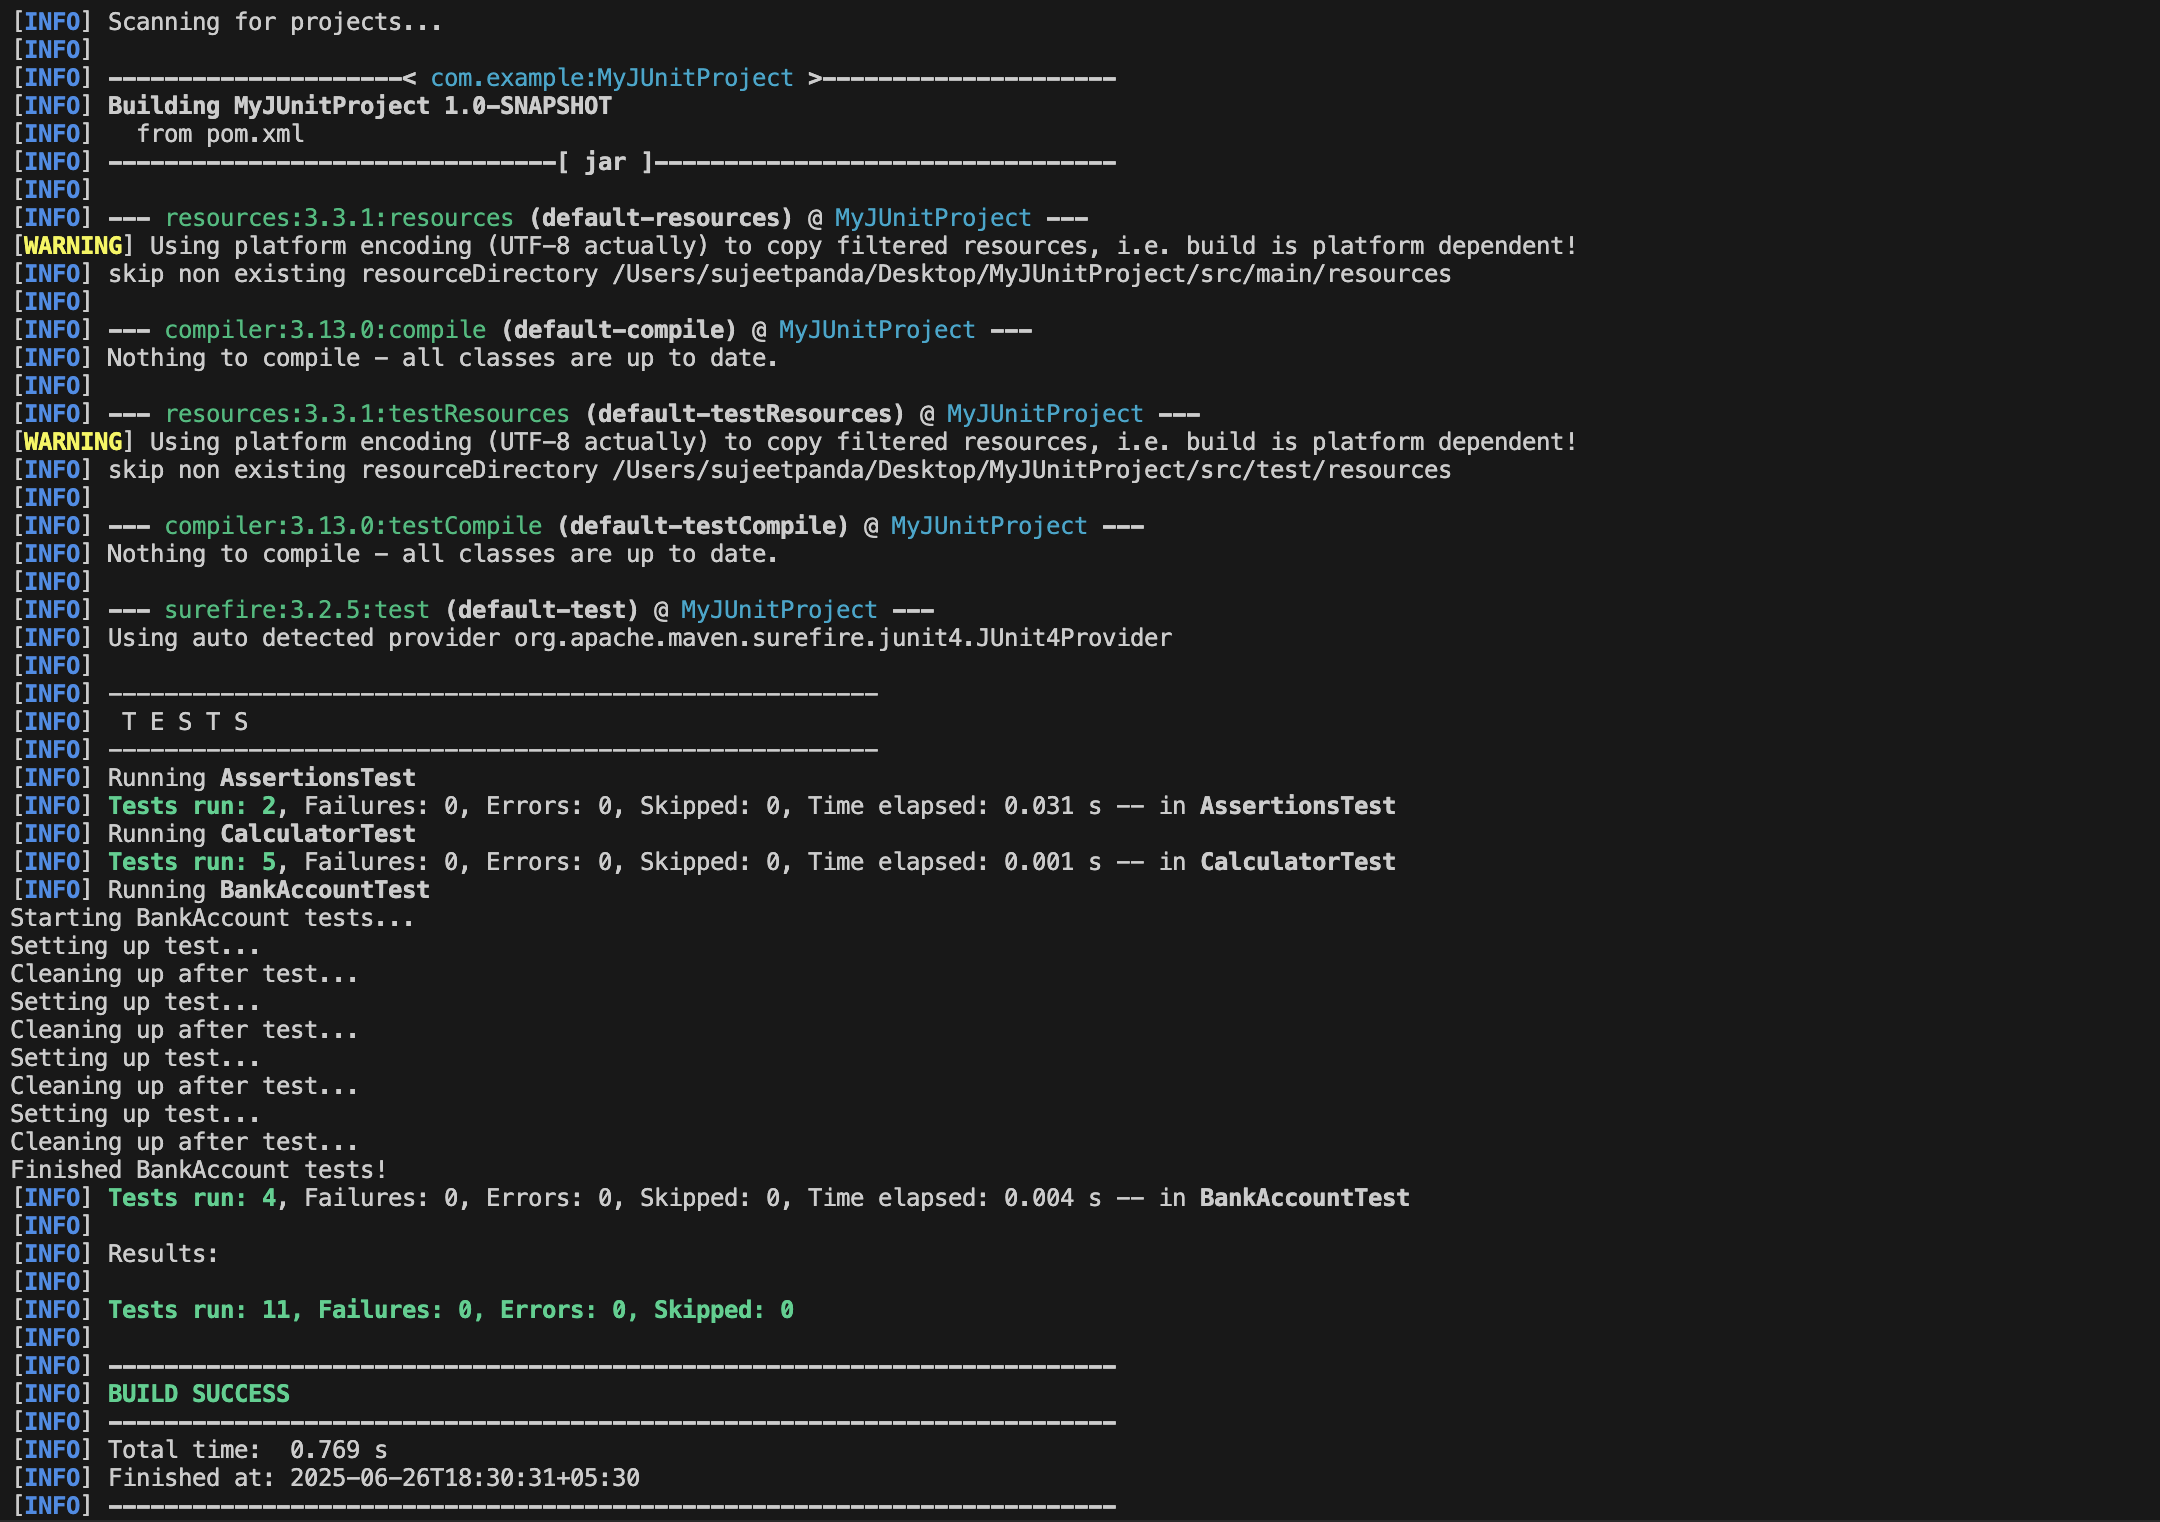 [INFO] Scanning for projects...
[INFO]
[INFO] ---------------------< com.example:MyJUnitProject >---------------------
[INFO] Building MyJUnitProject 1.0-SNAPSHOT
[INFO]   from pom.xml
[INFO] --------------------------------[ jar ]---------------------------------
[INFO]
[INFO] --- resources:3.3.1:resources (default-resources) @ MyJUnitProject ---
[WARNING] Using platform encoding (UTF-8 actually) to copy filtered resources, i.e. build is platform dependent!
[INFO] skip non existing resourceDirectory /Users/sujeetpanda/Desktop/MyJUnitProject/src/main/resources
[INFO]
[INFO] --- compiler:3.13.0:compile (default-compile) @ MyJUnitProject ---
[INFO] Nothing to compile - all classes are up to date.
[INFO]
[INFO] --- resources:3.3.1:testResources (default-testResources) @ MyJUnitProject ---
[WARNING] Using platform encoding (UTF-8 actually) to copy filtered resources, i.e. build is platform dependent!
[INFO] skip non existing resourceDirectory /Users/sujeetpanda/Desktop/MyJUnitProject/src/test/resources
[INFO]
[INFO] --- compiler:3.13.0:testCompile (default-testCompile) @ MyJUnitProject ---
[INFO] Nothing to compile - all classes are up to date.
[INFO]
[INFO] --- surefire:3.2.5:test (default-test) @ MyJUnitProject ---
[INFO] Using auto detected provider org.apache.maven.surefire.junit4.JUnit4Provider
[INFO]
[INFO] -------------------------------------------------------
[INFO]  T E S T S
[INFO] -------------------------------------------------------
[INFO] Running AssertionsTest
[INFO] Tests run: 2, Failures: 0, Errors: 0, Skipped: 0, Time elapsed: 0.031 s -- in AssertionsTest
[INFO] Running CalculatorTest
[INFO] Tests run: 5, Failures: 0, Errors: 0, Skipped: 0, Time elapsed: 0.001 s -- in CalculatorTest
[INFO] Running BankAccountTest
Starting BankAccount tests...
Setting up test...
Cleaning up after test...
Setting up test...
Cleaning up after test...
Setting up test...
Cleaning up after test...
Setting up test...
Cleaning up after test...
Finished BankAccount tests!
[INFO] Tests run: 4, Failures: 0, Errors: 0, Skipped: 0, Time elapsed: 0.004 s -- in BankAccountTest
[INFO]
[INFO] Results:
[INFO]
[INFO] Tests run: 11, Failures: 0, Errors: 0, Skipped: 0
[INFO]
[INFO] ------------------------------------------------------------------------
[INFO] BUILD SUCCESS
[INFO] ------------------------------------------------------------------------
[INFO] Total time:  0.769 s
[INFO] Finished at: 2025-06-26T18:30:31+05:30
[INFO] ------------------------------------------------------------------------